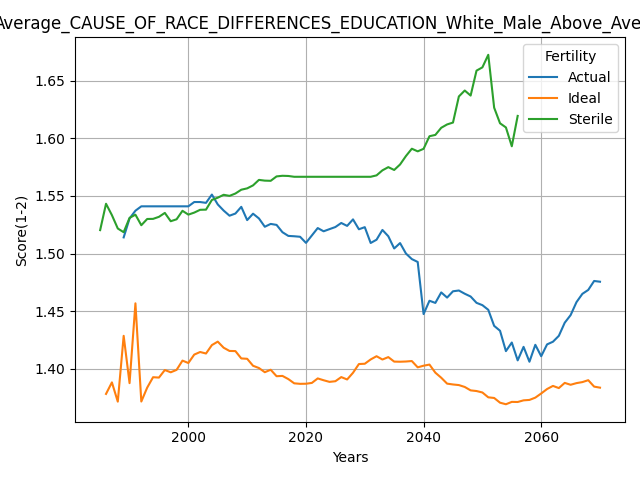 Average_CAUSE_OF_RACE_DIFFERENCES_EDUCATION_White_Male_Above_Ave
Fertility
Actual
Ideal
Sterile
Score(1-2)
1.65
1.60
1.55
1.50
1.45
1.40
2000 2020 2040 2060
Years